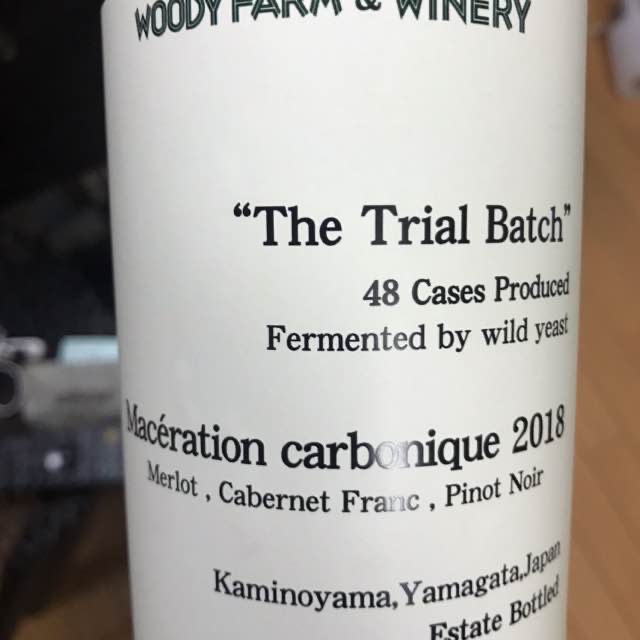 WOODY FARM & WINERY
“The Trial Batch”
48 Cases Produced
Fermented by wild yeast
Macération carbonique 2018
Merlot , Cabernet Franc , Pinot Noir
Kaminoyama,Yamagata,Japan
Estate Bottled